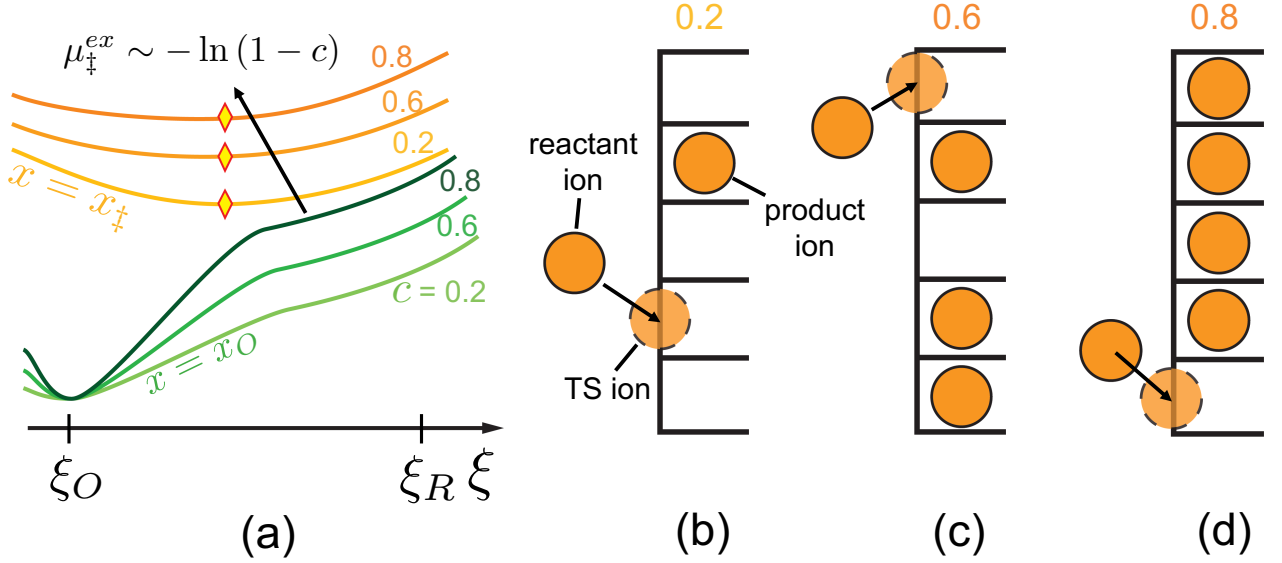 μ‡^ex ∼ − ln (1 − c)
0.8
0.6
0.2
x = x‡
0.8
0.6
c = 0.2
x = xO
ξO
ξR ξ
(a)
0.2
reactant
ion
product
ion
TS ion
(b)
0.6
(c)
0.8
(d)